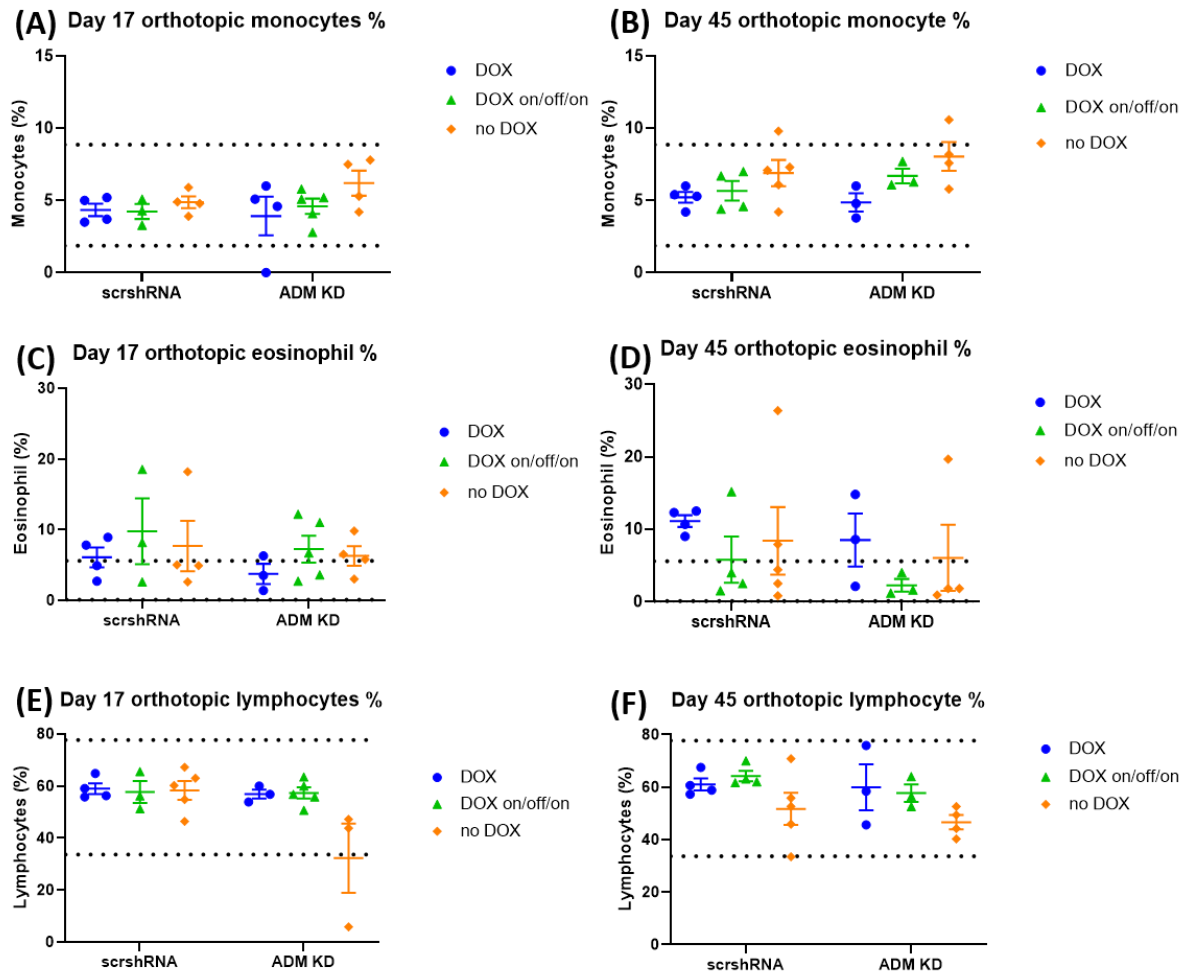 (A) Day 17 orthotopic monocytes %
15
10
5
0
Monocytes (%)
scrshRNA ADM KD
DOX
DOX on/off/on
no DOX
(B) Day 45 orthotopic monocyte %
15
10
5
0
Monocytes (%)
scrshRNA ADM KD
DOX
DOX on/off/on
no DOX
(C) Day 17 orthotopic eosinophil %
30
20
10
0
Eosinophil (%)
scrshRNA ADM KD
DOX
DOX on/off/on
no DOX
(D) Day 45 orthotopic eosinophil %
30
20
10
0
Eosinophil (%)
scrshRNA ADM KD
DOX
DOX on/off/on
no DOX
(E) Day 17 orthotopic lymphocytes %
80
60
40
20
0
Lymphocytes (%)
scrshRNA ADM KD
DOX
DOX on/off/on
no DOX
(F) Day 45 orthotopic lymphocyte %
80
60
40
20
0
Lymphocytes (%)
scrshRNA ADM KD
DOX
DOX on/off/on
no DOX